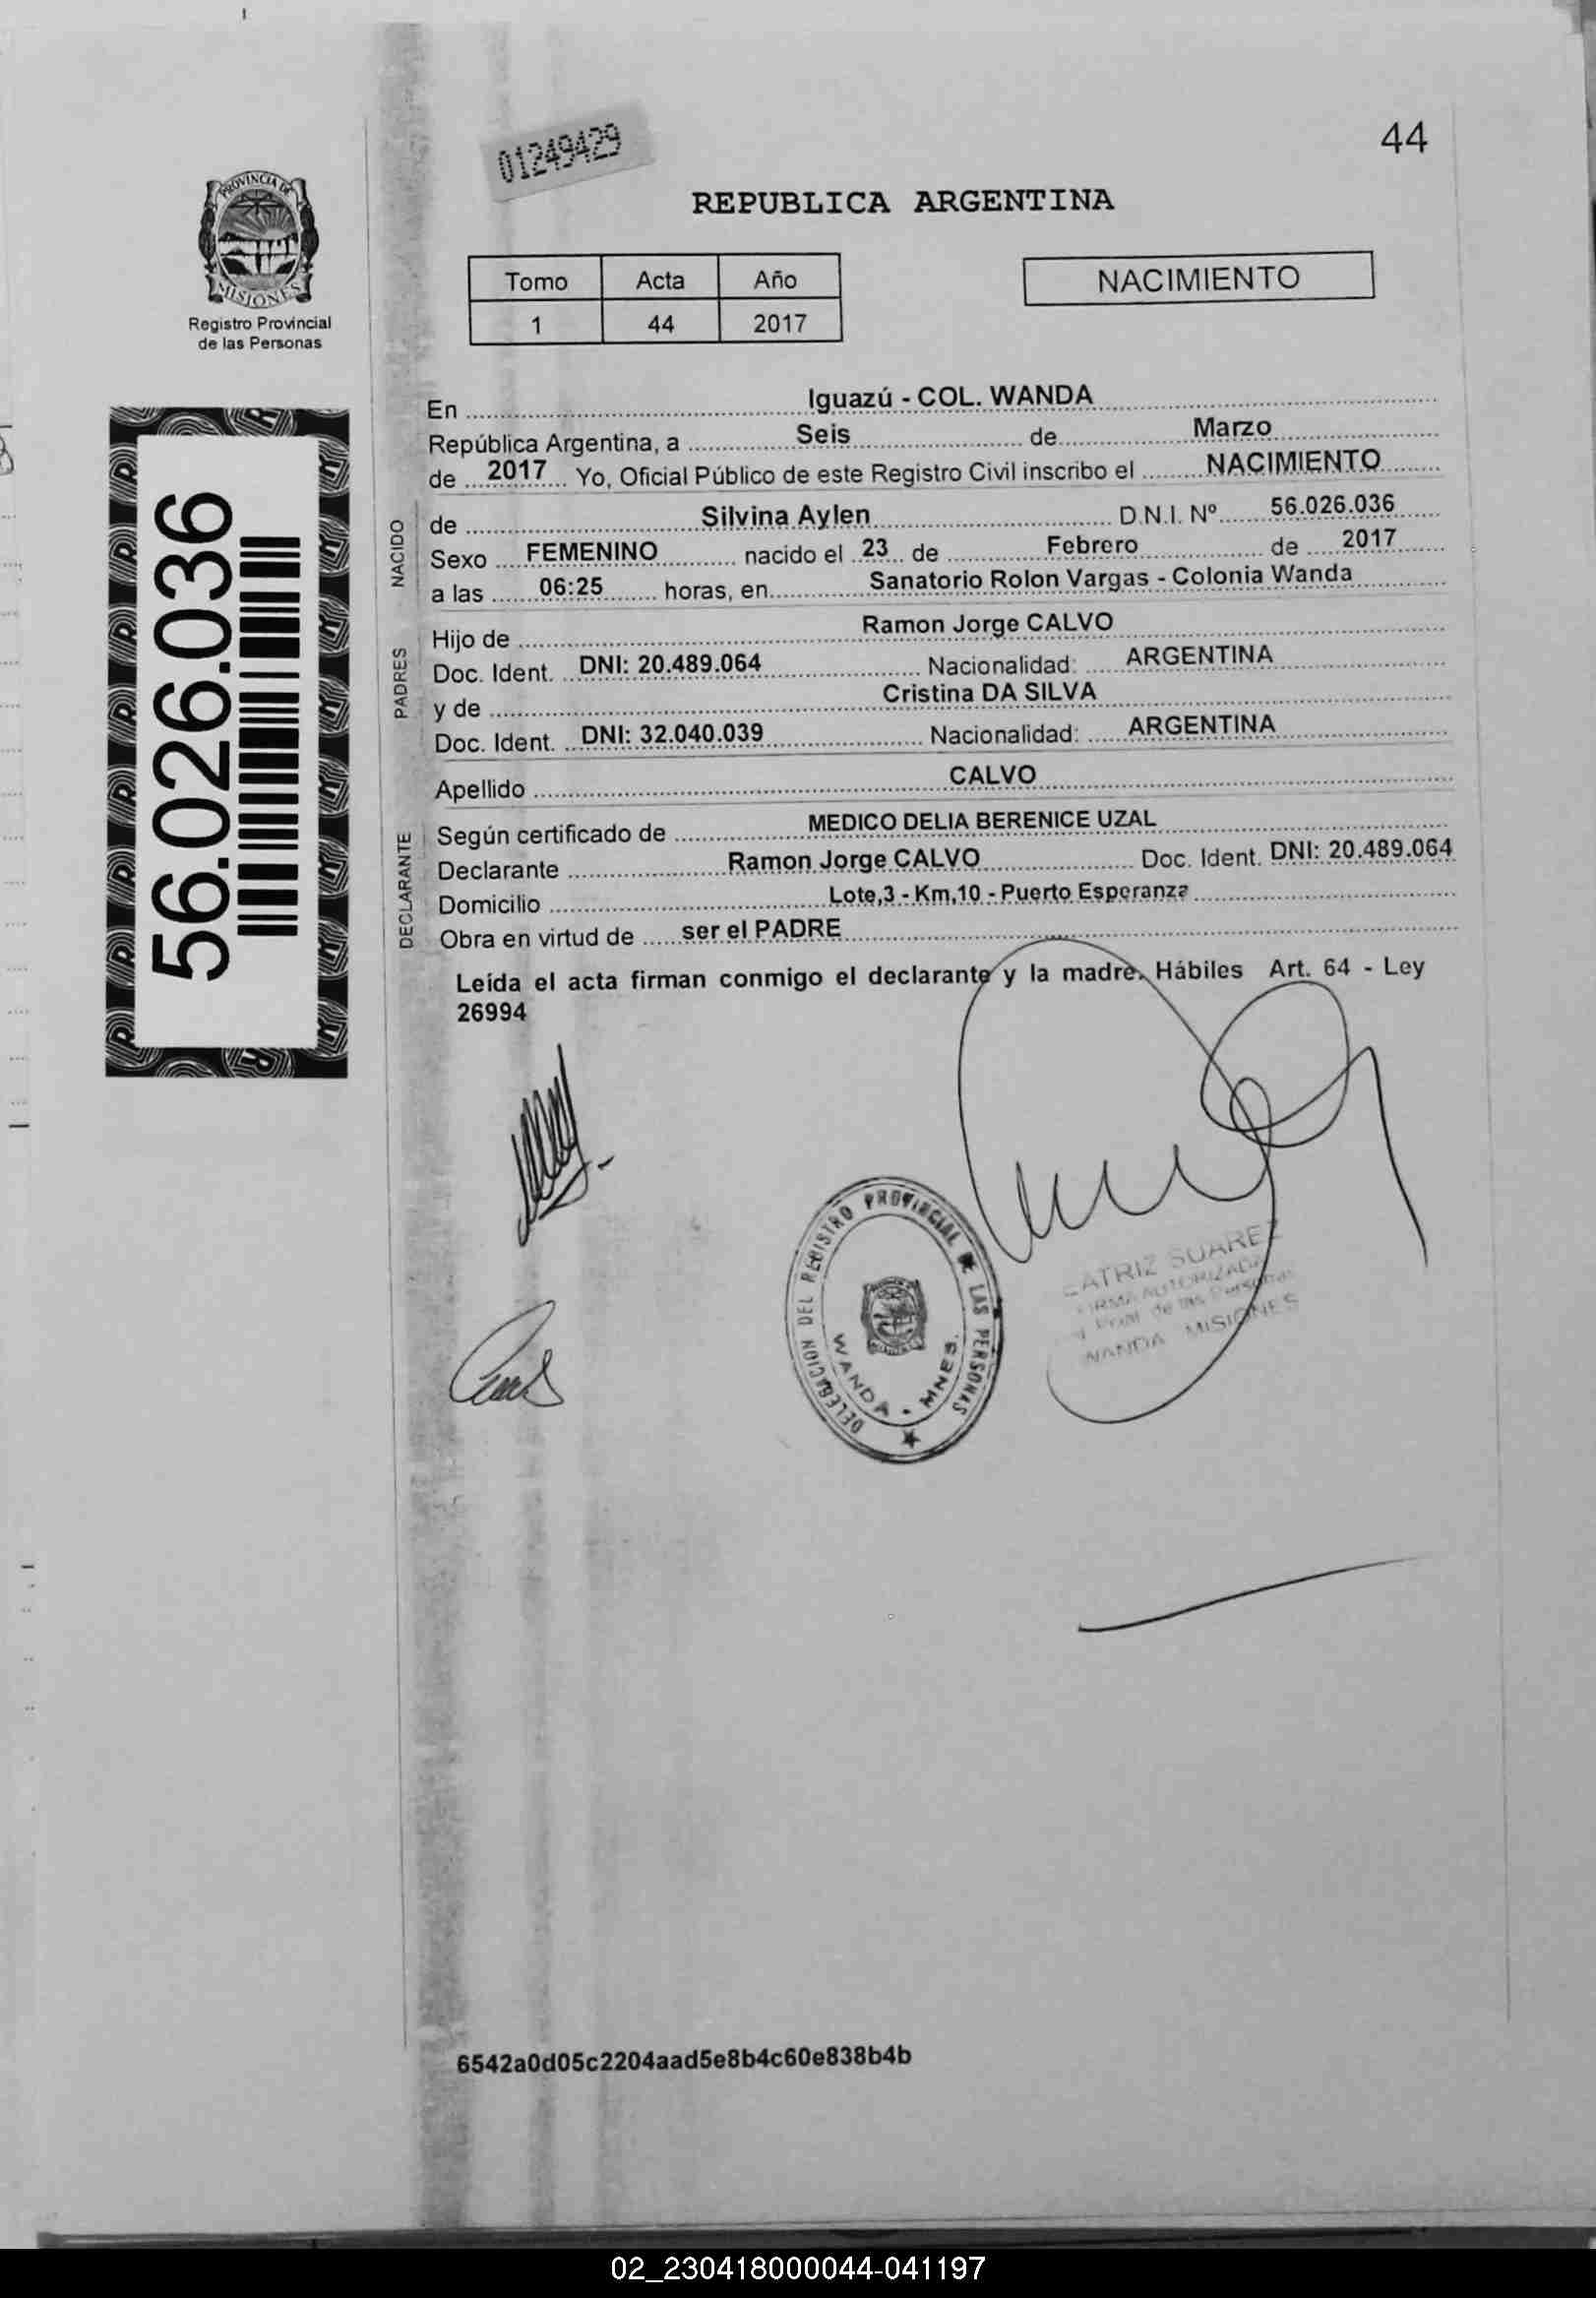 44
01249429
REPUBLICA ARGENTINA
PROVINCIA DE
MISIONES
Registro Provincial
de las Personas
Tomo Acta Año
1 44 2017
NACIMIENTO
56.026.036
En Iguazú - COL. WANDA
República Argentina, a Seis de Marzo
de 2017 Yo, Oficial Público de este Registro Civil inscribo el NACIMIENTO
NACIDO
de Silvina Aylen D.N.I. Nº 56.026.036
Sexo FEMENINO nacido el 23 de Febrero de 2017
a las 06:25 horas, en Sanatorio Rolon Vargas - Colonia Wanda
PADRES
Hijo de Ramon Jorge CALVO
Doc. Ident. DNI: 20.489.064 Nacionalidad: ARGENTINA
y de Cristina DA SILVA
Doc. Ident. DNI: 32.040.039 Nacionalidad: ARGENTINA
Apellido CALVO
DECLARANTE
Según certificado de MEDICO DELIA BERENICE UZAL
Declarante Ramon Jorge CALVO Doc. Ident. DNI: 20.489.064
Domicilio Lote,3 - Km,10 - Puerto Esperanza
Obra en virtud de ser el PADRE
Leída el acta firman conmigo el declarante y la madre. Hábiles Art. 64 - Ley
26994
DELEGACION DEL REGISTRO PROVINCIAL DE LAS PERSONAS
WANDA - MNES.
EATRIZ SUAREZ
FIRMA AUTORIZADA
de las Personas
WANDA MISIONES
6542a0d05c2204aad5e8b4c60e838b4b
02_230418000044-041197